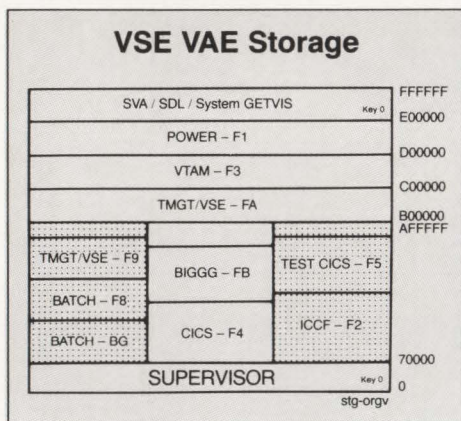 VSE VAE Storage
FFFFFF
SVA / SDL / System GETVIS
Key 0
E00000
POWER – F1
D00000
VTAM – F3
C00000
TMGT/VSE – FA
B00000
AFFFFF
TMGT/VSE – F9
BIGGG – FB
TEST CICS – F5
BATCH – F8
CICS – F4
ICCF – F2
BATCH – BG
70000
SUPERVISOR
Key 0
0
stg-orgv